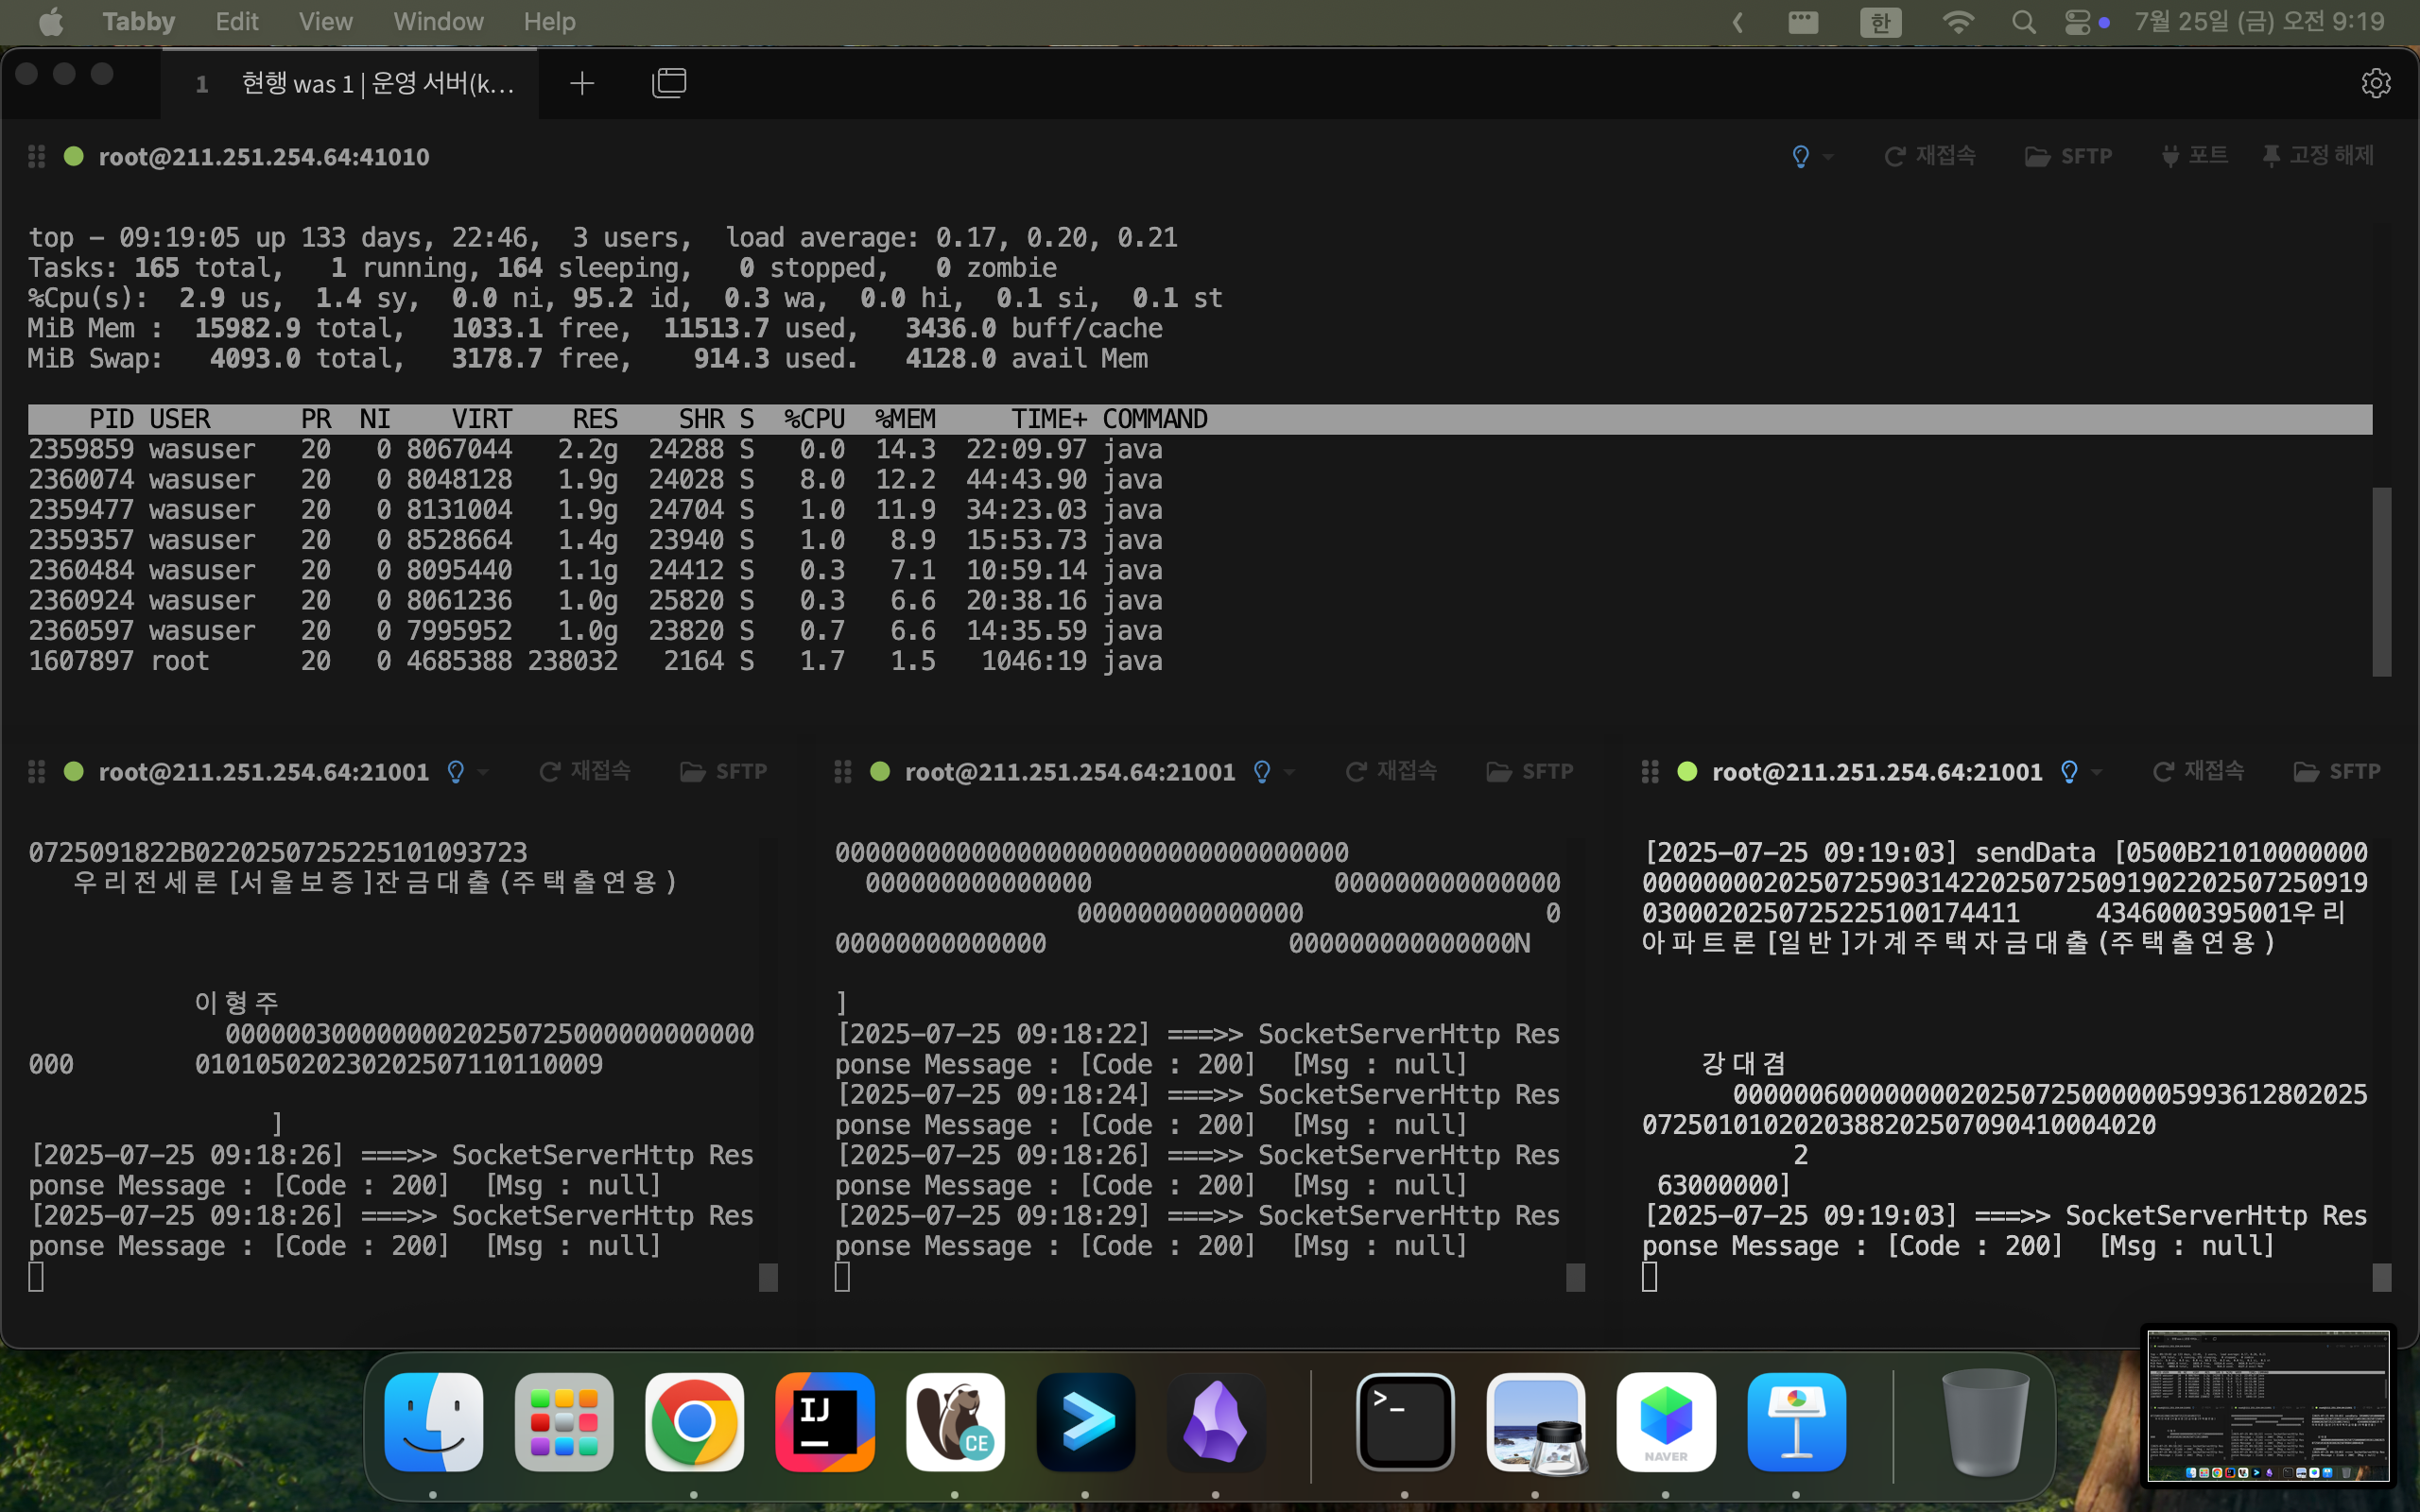 Tabby Edit View Window Help 한 7월 25일 (금) 오전 9:19
1 현행 was 1 | 운영 서버(k...
root@211.251.254.64:41010 재접속 SFTP 포트 고정 해제
top - 09:19:05 up 133 days, 22:46, 3 users, load average: 0.17, 0.20, 0.21
Tasks: 165 total, 1 running, 164 sleeping, 0 stopped, 0 zombie
%Cpu(s): 2.9 us, 1.4 sy, 0.0 ni, 95.2 id, 0.3 wa, 0.0 hi, 0.1 si, 0.1 st
MiB Mem : 15982.9 total, 1033.1 free, 11513.7 used, 3436.0 buff/cache
MiB Swap: 4093.0 total, 3178.7 free, 914.3 used. 4128.0 avail Mem
PID USER PR NI VIRT RES SHR S %CPU %MEM TIME+ COMMAND
2359859 wasuser 20 0 8067044 2.2g 24288 S 0.0 14.3 22:09.97 java
2360074 wasuser 20 0 8048128 1.9g 24028 S 8.0 12.2 44:43.90 java
2359477 wasuser 20 0 8131004 1.9g 24704 S 1.0 11.9 34:23.03 java
2359357 wasuser 20 0 8528664 1.4g 23940 S 1.0 8.9 15:53.73 java
2360484 wasuser 20 0 8095440 1.1g 24412 S 0.3 7.1 10:59.14 java
2360924 wasuser 20 0 8061236 1.0g 25820 S 0.3 6.6 20:38.16 java
2360597 wasuser 20 0 7995952 1.0g 23820 S 0.7 6.6 14:35.59 java
1607897 root 20 0 4685388 238032 2164 S 1.7 1.5 1046:19 java
root@211.251.254.64:21001 재접속 SFTP
0725091822B0220250725225101093723
우리전세론[서울보증]잔금대출(주택출연용)
이형주
00000030000000020250725000000000000
000 010105020230202507110110009
]
[2025-07-25 09:18:26] ===>> SocketServerHttp Res
ponse Message : [Code : 200] [Msg : null]
[2025-07-25 09:18:26] ===>> SocketServerHttp Res
ponse Message : [Code : 200] [Msg : null]
root@211.251.254.64:21001 재접속 SFTP
0000000000000000000000000000000000
000000000000000 000000000000000
000000000000000 0
00000000000000 000000000000000N
]
[2025-07-25 09:18:22] ===>> SocketServerHttp Res
ponse Message : [Code : 200] [Msg : null]
[2025-07-25 09:18:24] ===>> SocketServerHttp Res
ponse Message : [Code : 200] [Msg : null]
[2025-07-25 09:18:26] ===>> SocketServerHttp Res
ponse Message : [Code : 200] [Msg : null]
[2025-07-25 09:18:29] ===>> SocketServerHttp Res
ponse Message : [Code : 200] [Msg : null]
root@211.251.254.64:21001 재접속 SFTP
[2025-07-25 09:19:03] sendData [0500B21010000000
000000002025072590314220250725091902202507250919
0300020250725225100174411 4346000395001우리
아파트론[일반]가계주택자금대출(주택출연용)
강대겸
000000600000000202507250000005993612802025
0725010102020388202507090410004020
2
63000000]
[2025-07-25 09:19:03] ===>> SocketServerHttp Res
ponse Message : [Code : 200] [Msg : null]
IJ
CE
>_
NAVER